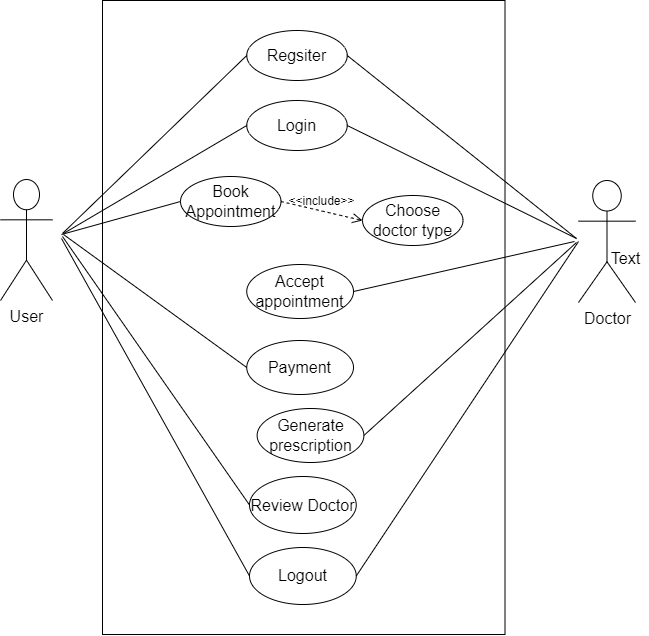 Regsiter
Login
Book
Appointment
<<include>>
Choose
doctor type
Text
Accept
appointment
User
Doctor
Payment
Generate
prescription
Review Doctor
Logout